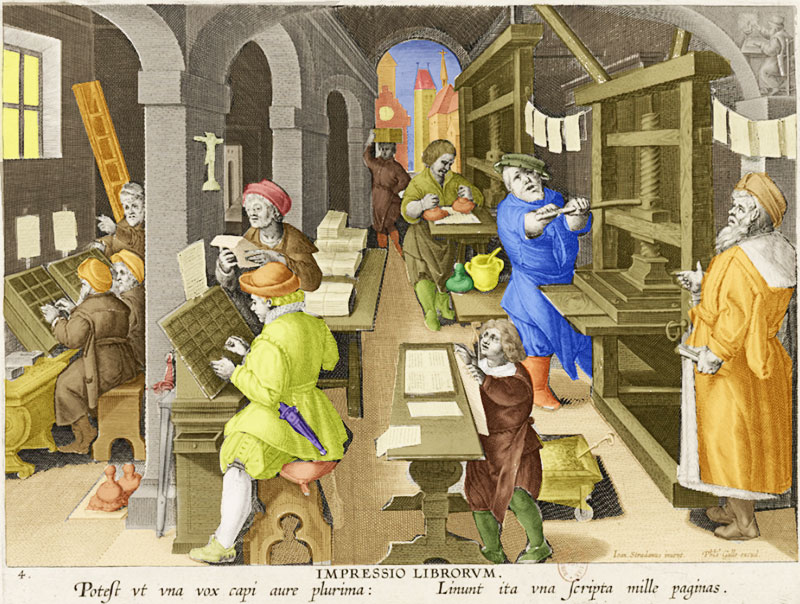 Ioan Stradanus invent.
Phls Galle excud.
4.
IMPRESSIO LIBRORVM.
Poteſt vt vna vox capi aure plurima:
Linunt ita vna ſcripta mille paginas.